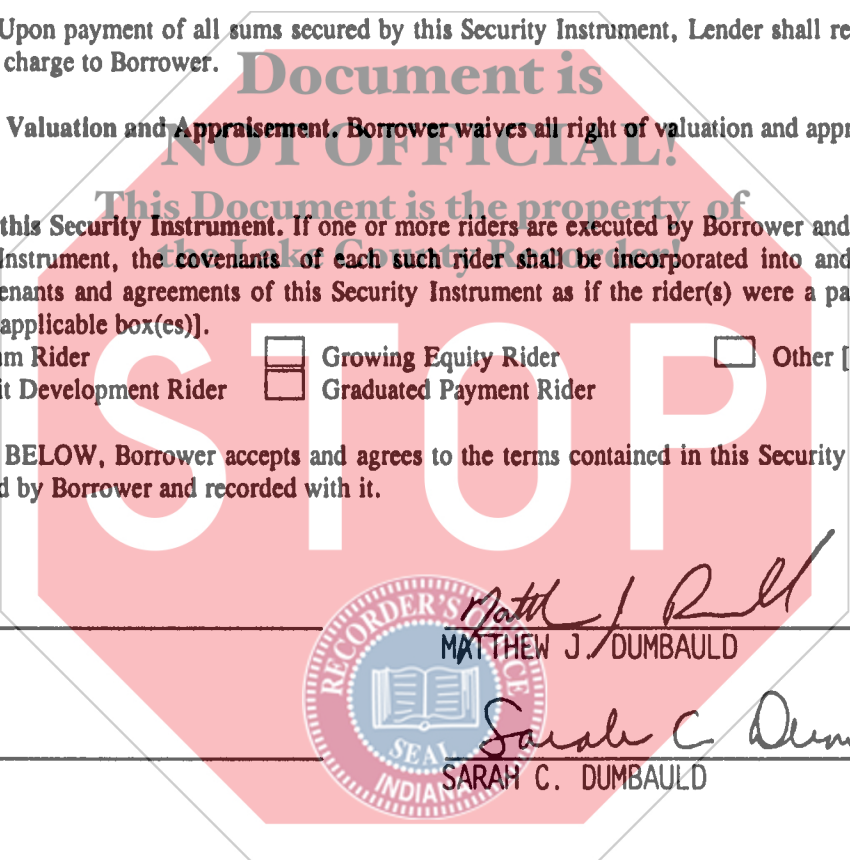 Upon payment of all sums secured by this Security Instrument, Lender shall re
charge to Borrower.
Document is
Valuation and Appraisement. Borrower waives all right of valuation and appr
NOT OFFICIAL!
This Document is the property of
this Security Instrument. If one or more riders are executed by Borrower and
the Lake County Recorder!
Instrument, the covenants of each such rider shall be incorporated into and
enants and agreements of this Security Instrument as if the rider(s) were a pa
applicable box(es)].
m Rider Growing Equity Rider Other [
it Development Rider Graduated Payment Rider
STOP
BELOW, Borrower accepts and agrees to the terms contained in this Security
d by Borrower and recorded with it.
RECORDER'S OFFICE
SEAL
INDIANA
MATTHEW J. DUMBAULD
Sarah C Dum
SARAH C. DUMBAULD